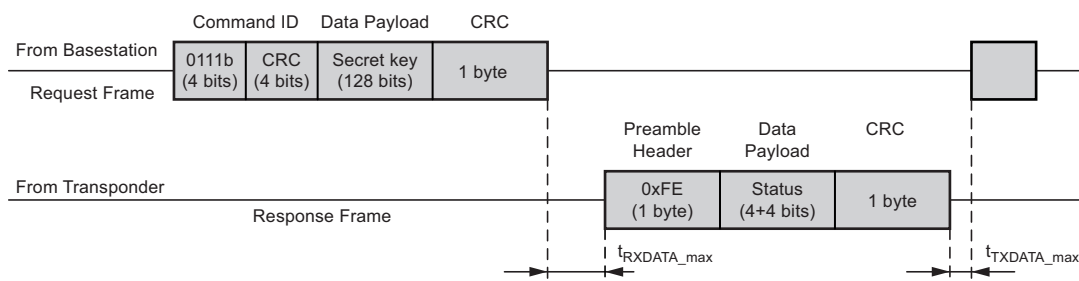 Command ID Data Payload CRC
From Basestation
0111b (4 bits) CRC (4 bits) Secret key (128 bits) 1 byte
Request Frame
Preamble Header Data Payload CRC
From Transponder
0xFE (1 byte) Status (4+4 bits) 1 byte
Response Frame
tRXDATA_max tTXDATA_max